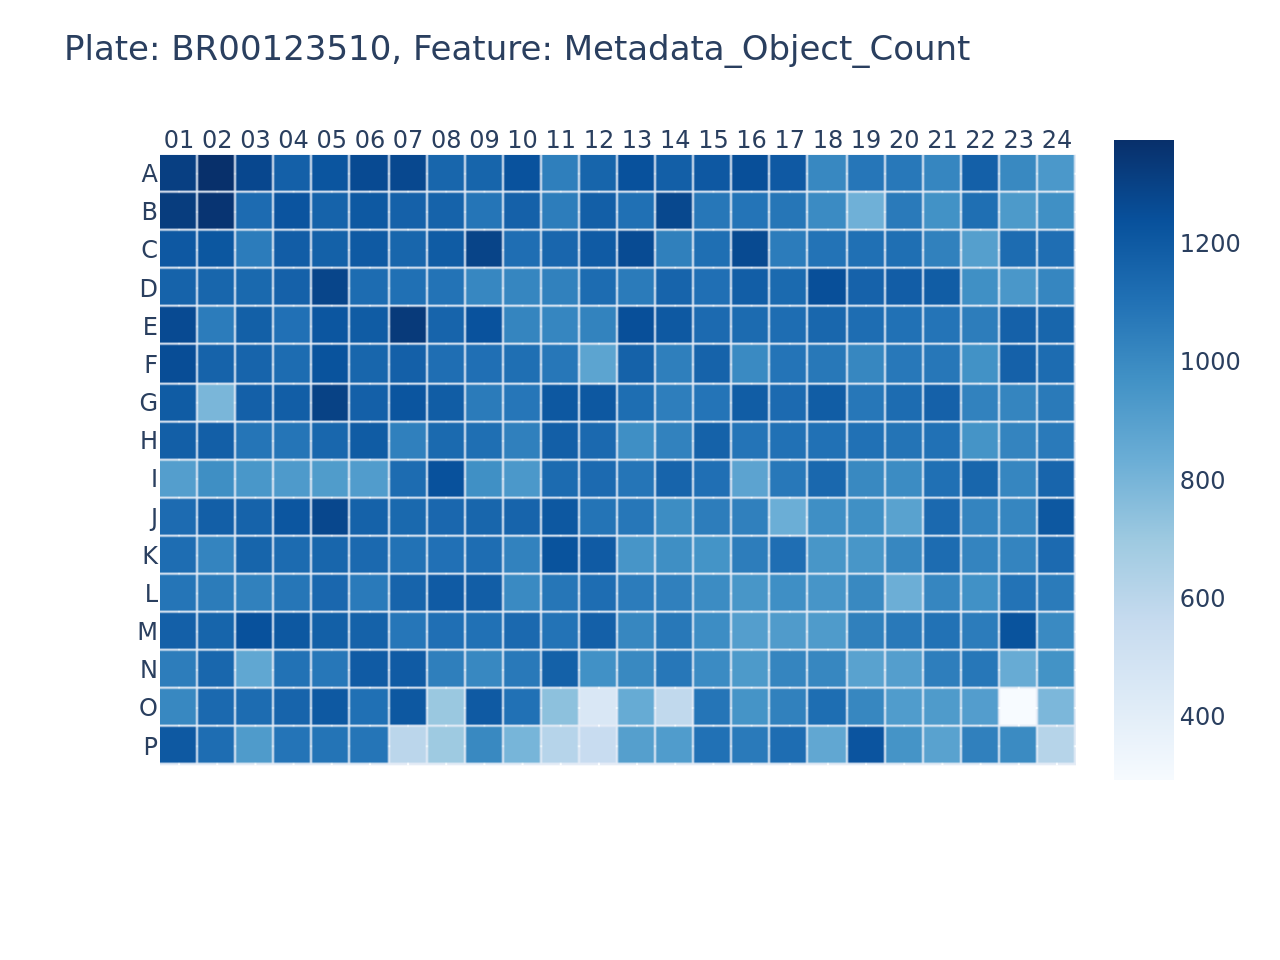 Plate: BR00123510, Feature: Metadata_Object_Count
01 02 03 04 05 06 07 08 09 10 11 12 13 14 15 16 17 18 19 20 21 22 23 24
A
B
C
D
E
F
G
H
I
J
K
L
M
N
O
P
1200
1000
800
600
400